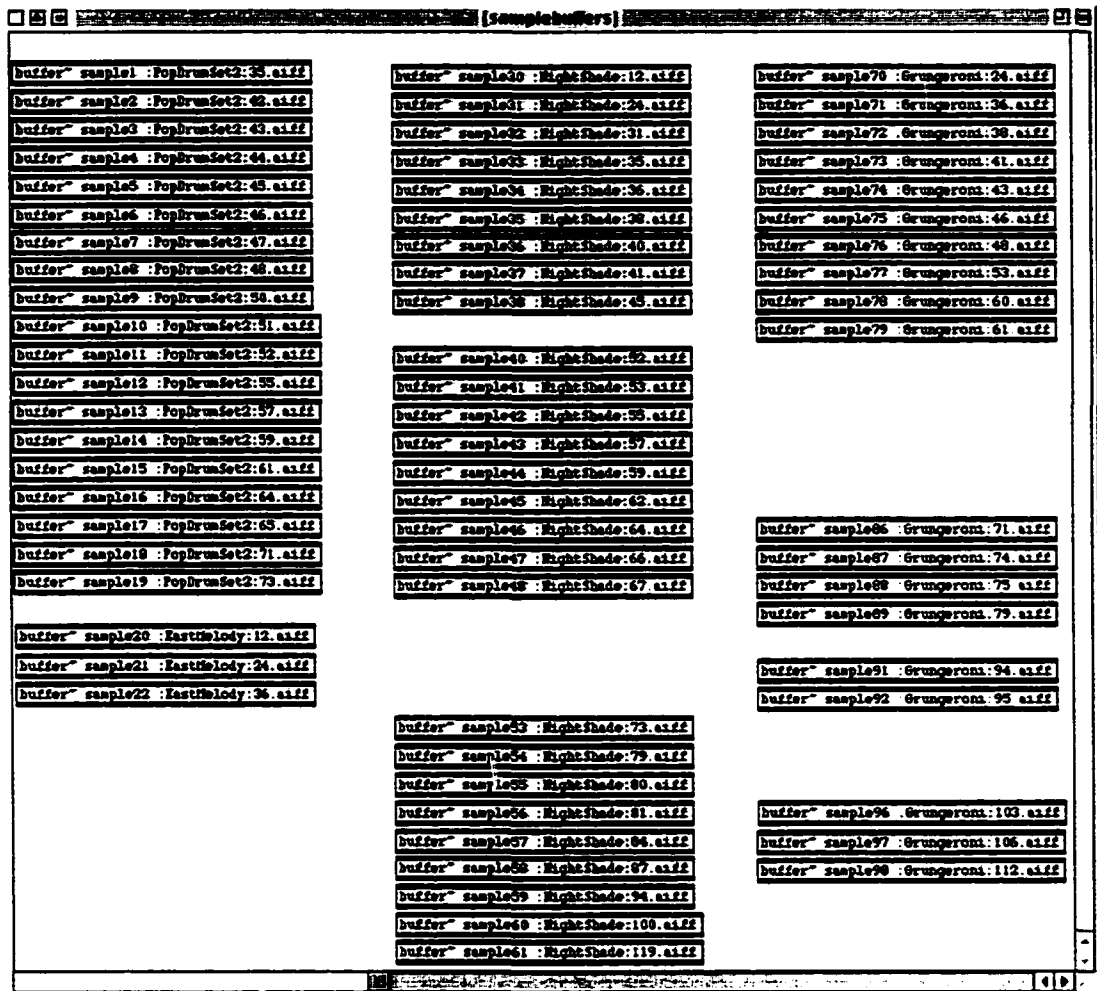 [samplebuffers]
buffer~ sample1 :PopDrumSet2:35.aiff
buffer~ sample2 :PopDrumSet2:42.aiff
buffer~ sample3 :PopDrumSet2:43.aiff
buffer~ sample4 :PopDrumSet2:44.aiff
buffer~ sample5 :PopDrumSet2:45.aiff
buffer~ sample6 :PopDrumSet2:46.aiff
buffer~ sample7 :PopDrumSet2:47.aiff
buffer~ sample8 :PopDrumSet2:48.aiff
buffer~ sample9 :PopDrumSet2:50.aiff
buffer~ sample10 :PopDrumSet2:51.aiff
buffer~ sample11 :PopDrumSet2:52.aiff
buffer~ sample12 :PopDrumSet2:55.aiff
buffer~ sample13 :PopDrumSet2:57.aiff
buffer~ sample14 :PopDrumSet2:59.aiff
buffer~ sample15 :PopDrumSet2:61.aiff
buffer~ sample16 :PopDrumSet2:64.aiff
buffer~ sample17 :PopDrumSet2:65.aiff
buffer~ sample18 :PopDrumSet2:71.aiff
buffer~ sample19 :PopDrumSet2:73.aiff
buffer~ sample20 :EastMelody:12.aiff
buffer~ sample21 :EastMelody:24.aiff
buffer~ sample22 :EastMelody:36.aiff
buffer~ sample30 :NightShade:12.aiff
buffer~ sample31 :NightShade:24.aiff
buffer~ sample32 :NightShade:31.aiff
buffer~ sample33 :NightShade:35.aiff
buffer~ sample34 :NightShade:36.aiff
buffer~ sample35 :NightShade:38.aiff
buffer~ sample36 :NightShade:40.aiff
buffer~ sample37 :NightShade:41.aiff
buffer~ sample38 :NightShade:45.aiff
buffer~ sample40 :NightShade:52.aiff
buffer~ sample41 :NightShade:53.aiff
buffer~ sample42 :NightShade:55.aiff
buffer~ sample43 :NightShade:57.aiff
buffer~ sample44 :NightShade:59.aiff
buffer~ sample45 :NightShade:62.aiff
buffer~ sample46 :NightShade:64.aiff
buffer~ sample47 :NightShade:66.aiff
buffer~ sample48 :NightShade:67.aiff
buffer~ sample53 :NightShade:73.aiff
buffer~ sample54 :NightShade:79.aiff
buffer~ sample55 :NightShade:80.aiff
buffer~ sample56 :NightShade:81.aiff
buffer~ sample57 :NightShade:84.aiff
buffer~ sample58 :NightShade:87.aiff
buffer~ sample59 :NightShade:94.aiff
buffer~ sample60 :NightShade:100.aiff
buffer~ sample61 :NightShade:119.aiff
buffer~ sample70 :Grungeroni:24.aiff
buffer~ sample71 :Grungeroni:36.aiff
buffer~ sample72 :Grungeroni:38.aiff
buffer~ sample73 :Grungeroni:41.aiff
buffer~ sample74 :Grungeroni:43.aiff
buffer~ sample75 :Grungeroni:46.aiff
buffer~ sample76 :Grungeroni:48.aiff
buffer~ sample77 :Grungeroni:53.aiff
buffer~ sample78 :Grungeroni:60.aiff
buffer~ sample79 :Grungeroni:61.aiff
buffer~ sample86 :Grungeroni:71.aiff
buffer~ sample87 :Grungeroni:74.aiff
buffer~ sample88 :Grungeroni:75.aiff
buffer~ sample89 :Grungeroni:79.aiff
buffer~ sample91 :Grungeroni:94.aiff
buffer~ sample92 :Grungeroni:95.aiff
buffer~ sample96 :Grungeroni:103.aiff
buffer~ sample97 :Grungeroni:106.aiff
buffer~ sample98 :Grungeroni:112.aiff